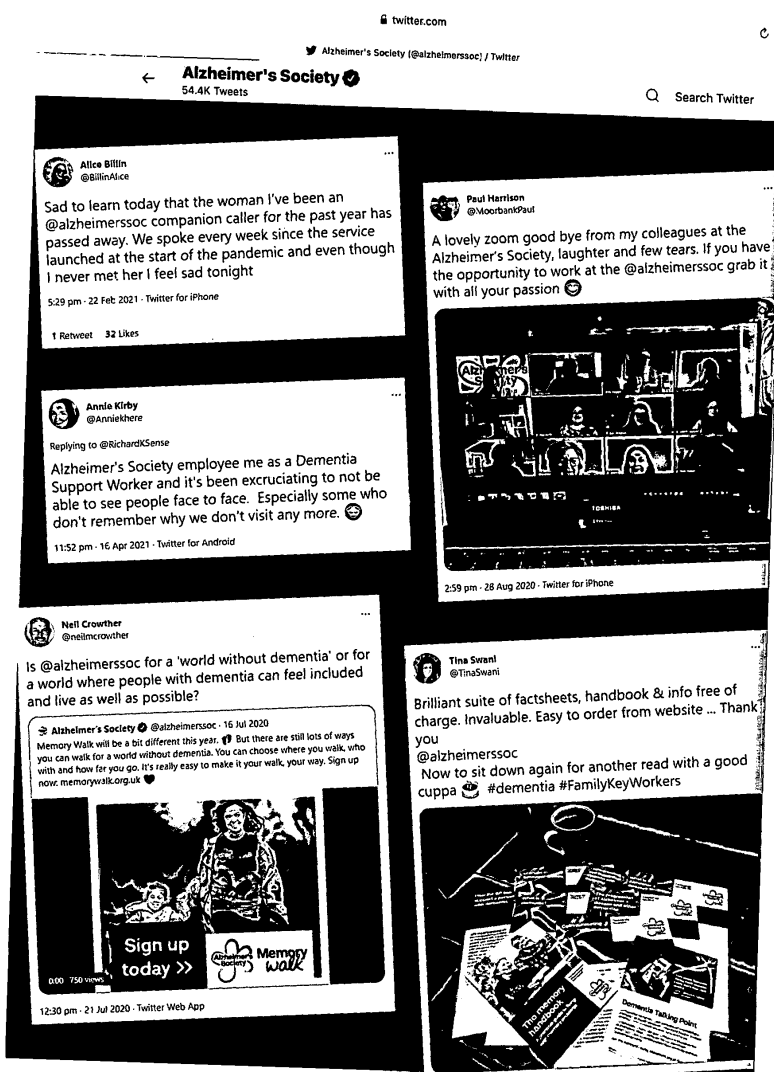 twitter.com
Alzheimer's Society (@alzheimerssoc) / Twitter
Alzheimer's Society
54.4K Tweets
Search Twitter
Alice Billin
@BillinAlice
Sad to learn today that the woman I've been an
@alzheimerssoc companion caller for the past year has
passed away. We spoke every week since the service
launched at the start of the pandemic and even though
I never met her I feel sad tonight
5:29 pm · 22 Feb 2021 · Twitter for iPhone
1 Retweet 32 Likes
Paul Harrison
@MoorbankPaul
A lovely zoom good bye from my colleagues at the
Alzheimer's Society, laughter and few tears. If you have
the opportunity to work at the @alzheimerssoc grab it
with all your passion 😊
Alzheimer's
Society
TOSHIBA
2:59 pm · 28 Aug 2020 · Twitter for iPhone
Annie Kirby
@Anniekhere
Replying to @RichardKSense
Alzheimer's Society employee me as a Dementia
Support Worker and it's been excruciating to not be
able to see people face to face. Especially some who
don't remember why we don't visit any more.
11:52 pm · 16 Apr 2021 · Twitter for Android
Neil Crowther
@neilmcrowther
Is @alzheimerssoc for a 'world without dementia' or for
a world where people with dementia can feel included
and live as well as possible?
Alzheimer's Society @alzheimerssoc · 16 Jul 2020
Memory Walk will be a bit different this year. 👣 But there are still lots of ways
you can walk for a world without dementia. You can choose where you walk, who
with and how far you go. It's really easy to make it your walk, your way. Sign up
now: memorywalk.org.uk ♥
Sign up
today >>
Alzheimer's
Society
Memory
walk
0:00 750 views
12:30 pm · 21 Jul 2020 · Twitter Web App
Tina Swani
@TinaSwani
Brilliant suite of factsheets, handbook & info free of
charge. Invaluable. Easy to order from website ... Thank
you
@alzheimerssoc
Now to sit down again for another read with a good
cuppa ☕ #dementia #FamilyKeyWorkers
The memory
handbook
Dementia Talking Point